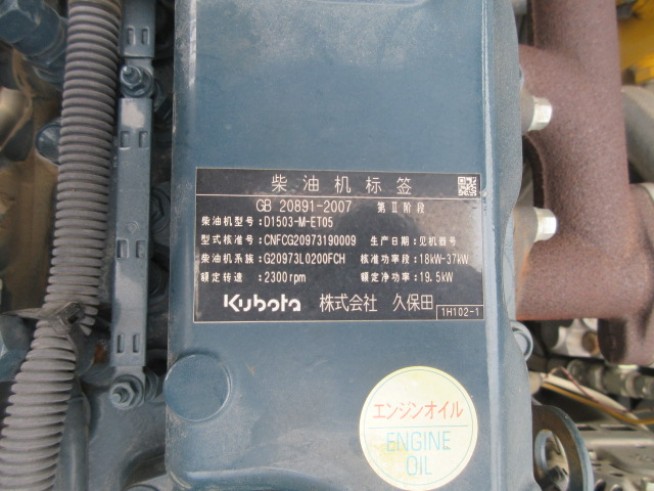 柴油机标签
GB 20891-2007 第Ⅱ阶段
柴油机型号: D1503-M-ET05
型式核准号: CNFCG20973190009 生产日期: 见机器号
柴油机系族: G20973L0200FCH 核准功率段: 18kW-37kW
额定转速: 2300rpm 额定净功率: 19.5kW
Kubota 株式会社 久保田 1H102-1
エンジンオイル
ENGINE
OIL